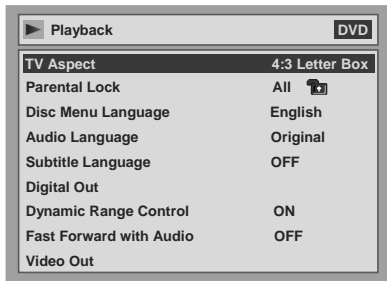 Playback DVD
TV Aspect 4:3 Letter Box
Parental Lock All
Disc Menu Language English
Audio Language Original
Subtitle Language OFF
Digital Out
Dynamic Range Control ON
Fast Forward with Audio OFF
Video Out